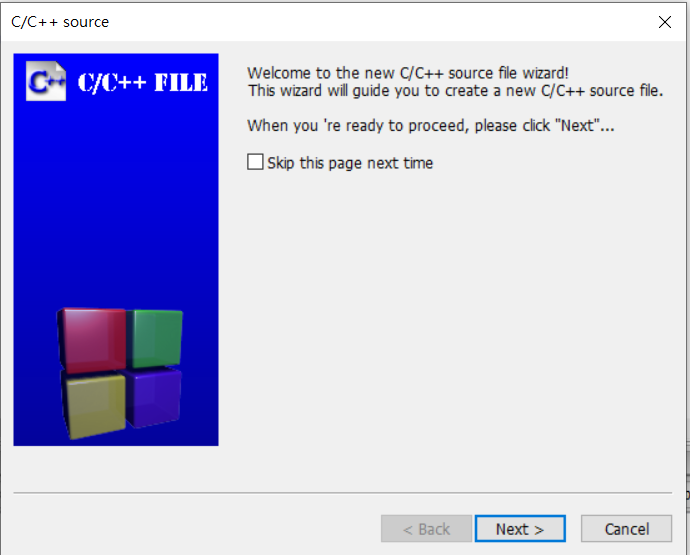 C/C++ source
C++
C/C++ FILE
Welcome to the new C/C++ source file wizard!
This wizard will guide you to create a new C/C++ source file.
When you 're ready to proceed, please click "Next"...
Skip this page next time
< Back
Next >
Cancel